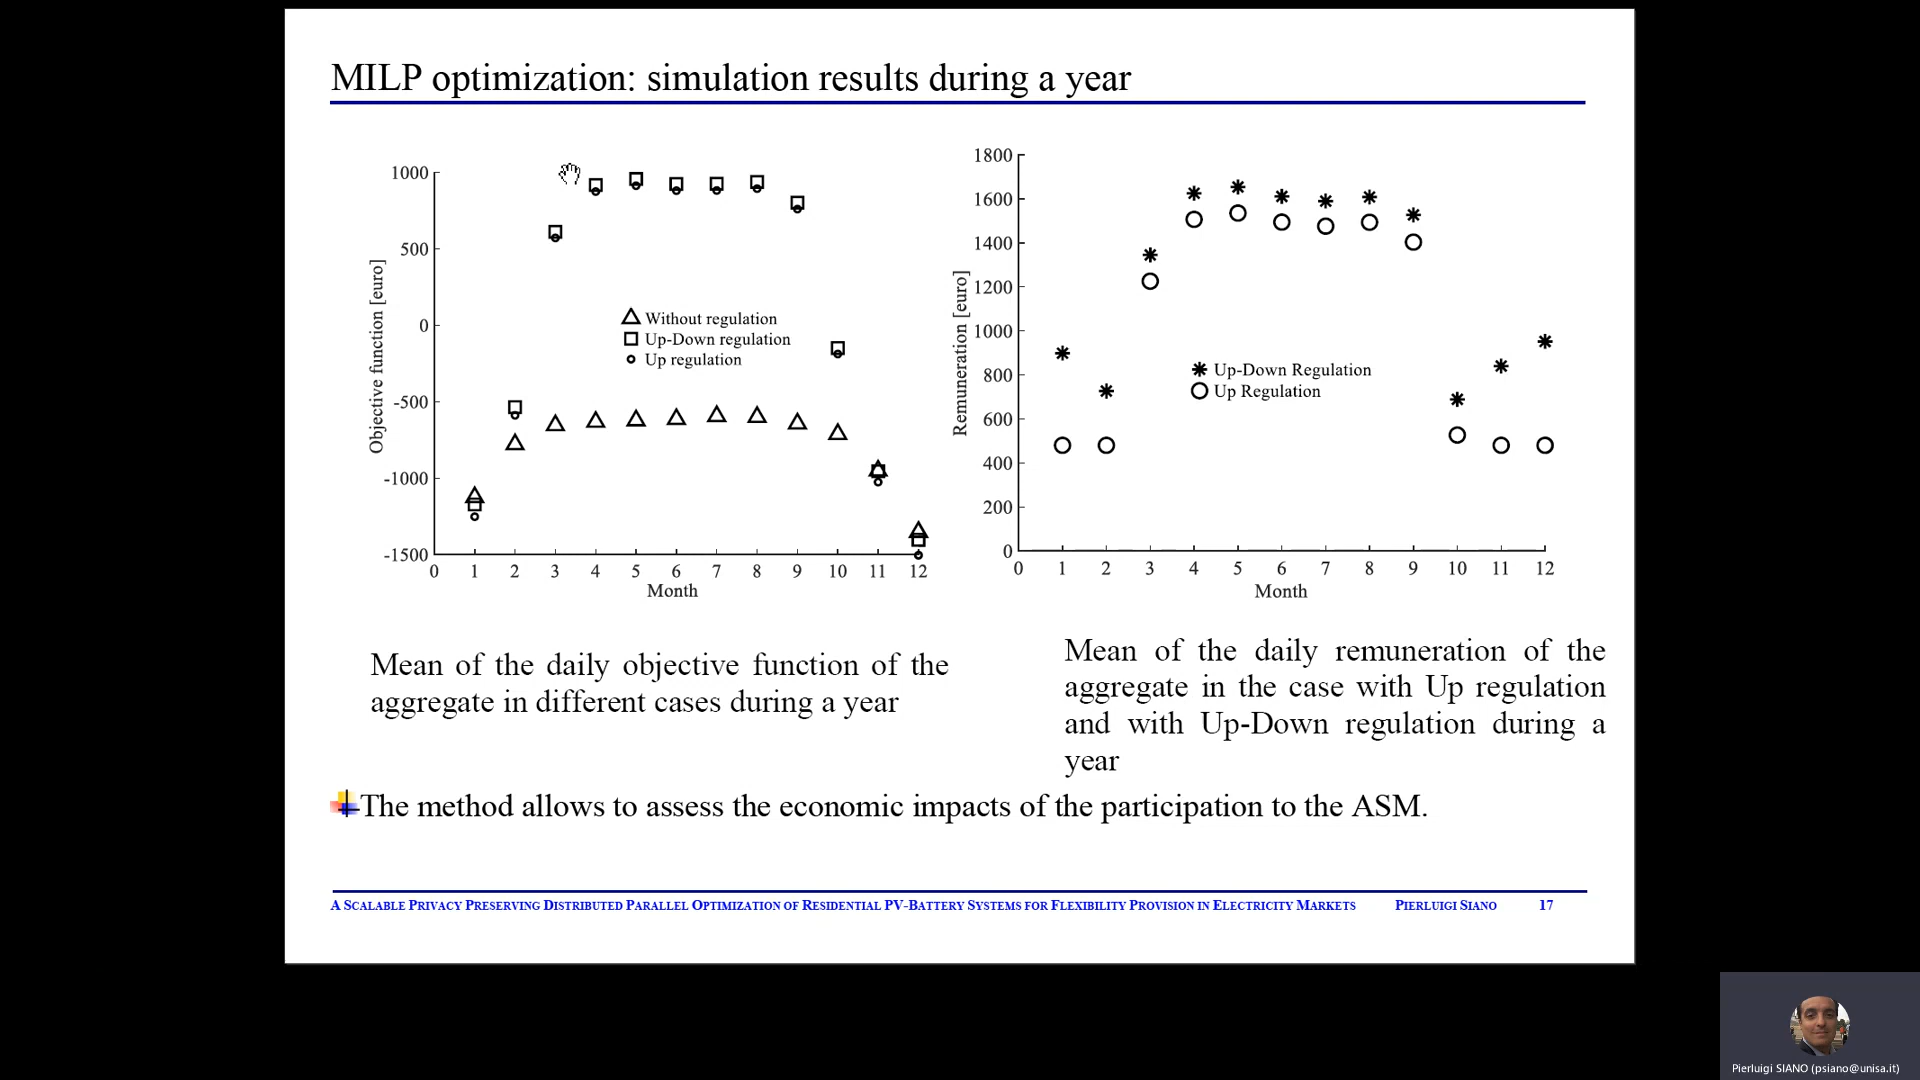 MILP optimization: simulation results during a year
1000
500
0
-500
-1000
-1500
Objective function [euro]
Without regulation
Up-Down regulation
Up regulation
0 1 2 3 4 5 6 7 8 9 10 11 12
Month
1800
1600
1400
1200
1000
800
600
400
200
0
Remuneration [euro]
Up-Down Regulation
Up Regulation
0 1 2 3 4 5 6 7 8 9 10 11 12
Month
Mean of the daily objective function of the
aggregate in different cases during a year
Mean of the daily remuneration of the
aggregate in the case with Up regulation
and with Up-Down regulation during a
year
The method allows to assess the economic impacts of the participation to the ASM.
A SCALABLE PRIVACY PRESERVING DISTRIBUTED PARALLEL OPTIMIZATION OF RESIDENTIAL PV-BATTERY SYSTEMS FOR FLEXIBILITY PROVISION IN ELECTRICITY MARKETS PIERLUIGI SIANO 17
Pierluigi SIANO (psiano@unisa.it)